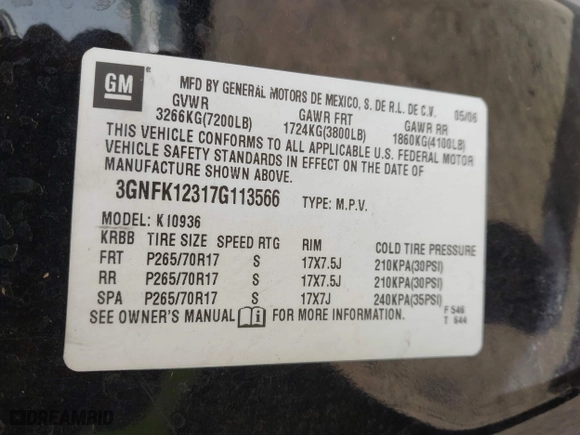 GM
MFD BY GENERAL MOTORS DE MEXICO, S. DE R.L. DE C.V. 05/06
GVWR GAWR FRT GAWR RR
3266KG(7200LB) 1724KG(3800LB) 1860KG(4100LB)
THIS VEHICLE CONFORMS TO ALL APPLICABLE U.S. FEDERAL MOTOR
VEHICLE SAFETY STANDARDS IN EFFECT ON THE DATE OF
MANUFACTURE SHOWN ABOVE.
3GNFK12317G113566 TYPE: M.P.V.
MODEL: K10936
KRBB TIRE SIZE SPEED RTG RIM COLD TIRE PRESSURE
FRT P265/70R17 S 17X7.5J 210KPA(30PSI)
RR P265/70R17 S 17X7.5J 210KPA(30PSI)
SPA P265/70R17 S 17X7J 240KPA(35PSI)
SEE OWNER'S MANUAL FOR MORE INFORMATION.
F 546
T 644
DREAMBID